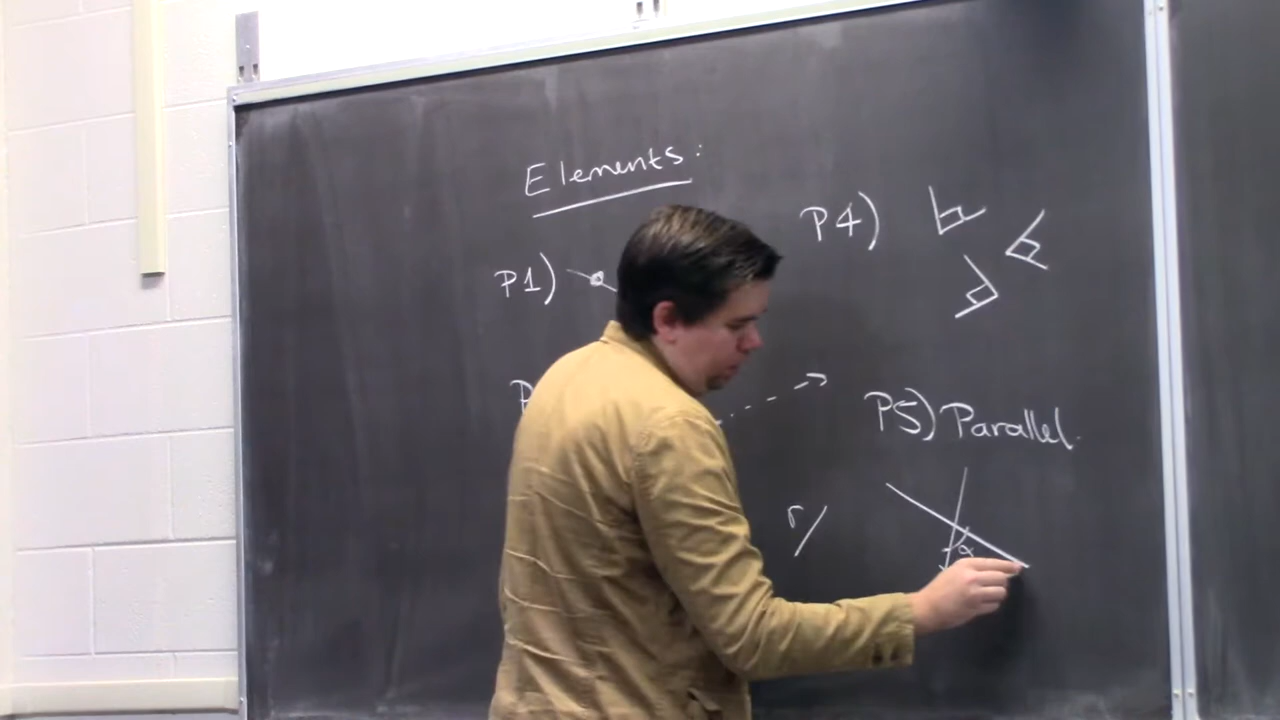 Elements:
P1)
P4)
P5) Parallel.
r
α